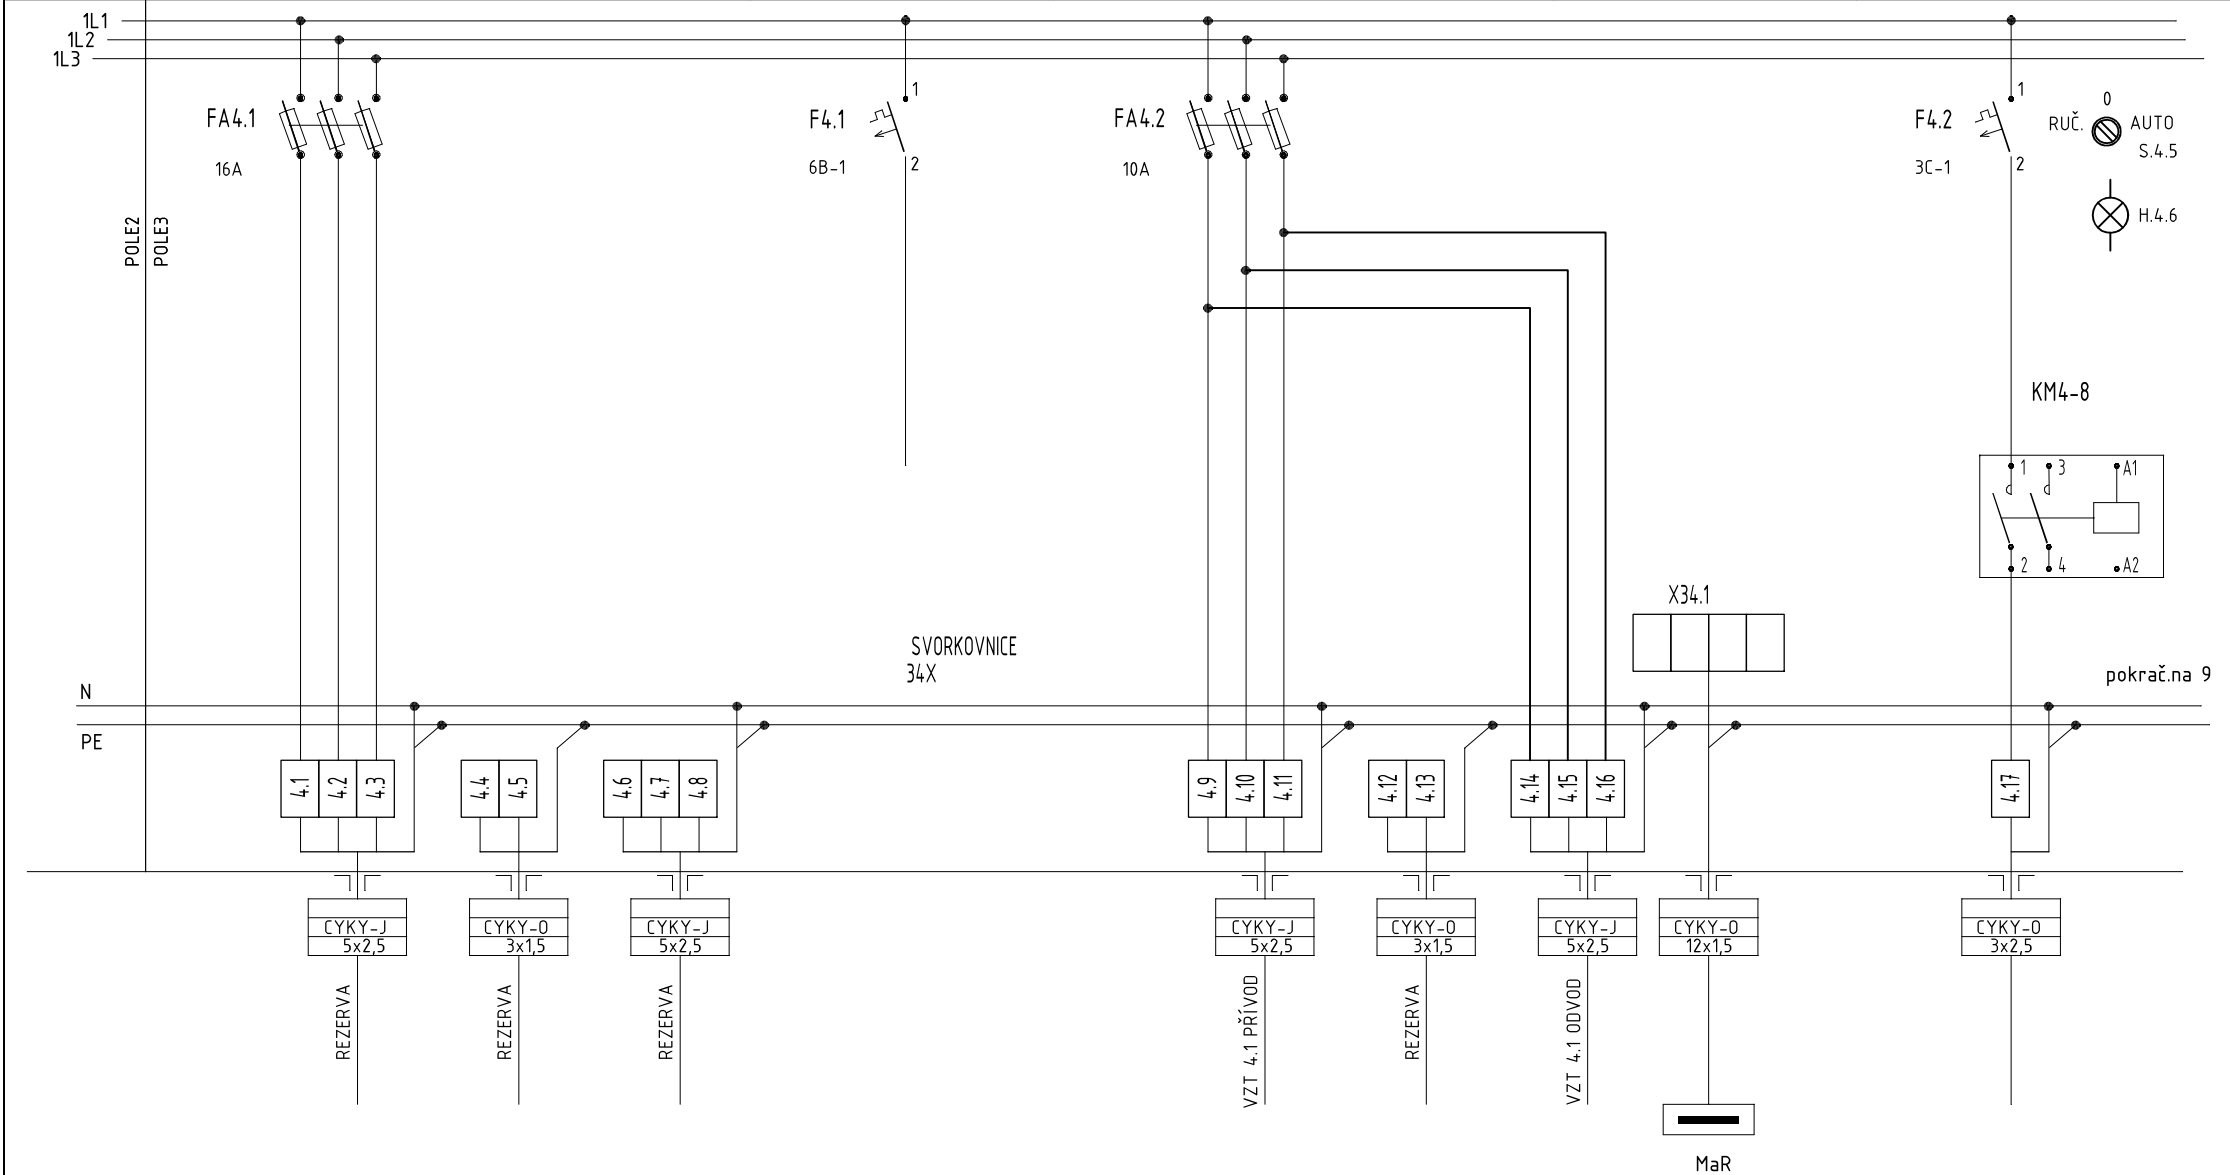 1L1
1L2
1L3
FA4.1
16A
F4.1
6B-1
1
2
FA4.2
10A
F4.2
3C-1
1
2
0
RUČ.
AUTO
S.4.5
H.4.6
POLE2
POLE3
KM4-8
1
3
A1
2
4
A2
X34.1
SVORKOVNICE
34X
pokrač.na 9
N
PE
4.1
4.2
4.3
4.4
4.5
4.6
4.7
4.8
4.9
4.10
4.11
4.12
4.13
4.14
4.15
4.16
4.17
CYKY-J
5x2,5
CYKY-O
3x1,5
CYKY-J
5x2,5
CYKY-J
5x2,5
CYKY-O
3x1,5
CYKY-J
5x2,5
CYKY-O
12x1,5
CYKY-O
3x2,5
REZERVA
REZERVA
REZERVA
VZT 4.1 PŘÍVOD
REZERVA
VZT 4.1 ODVOD
MaR